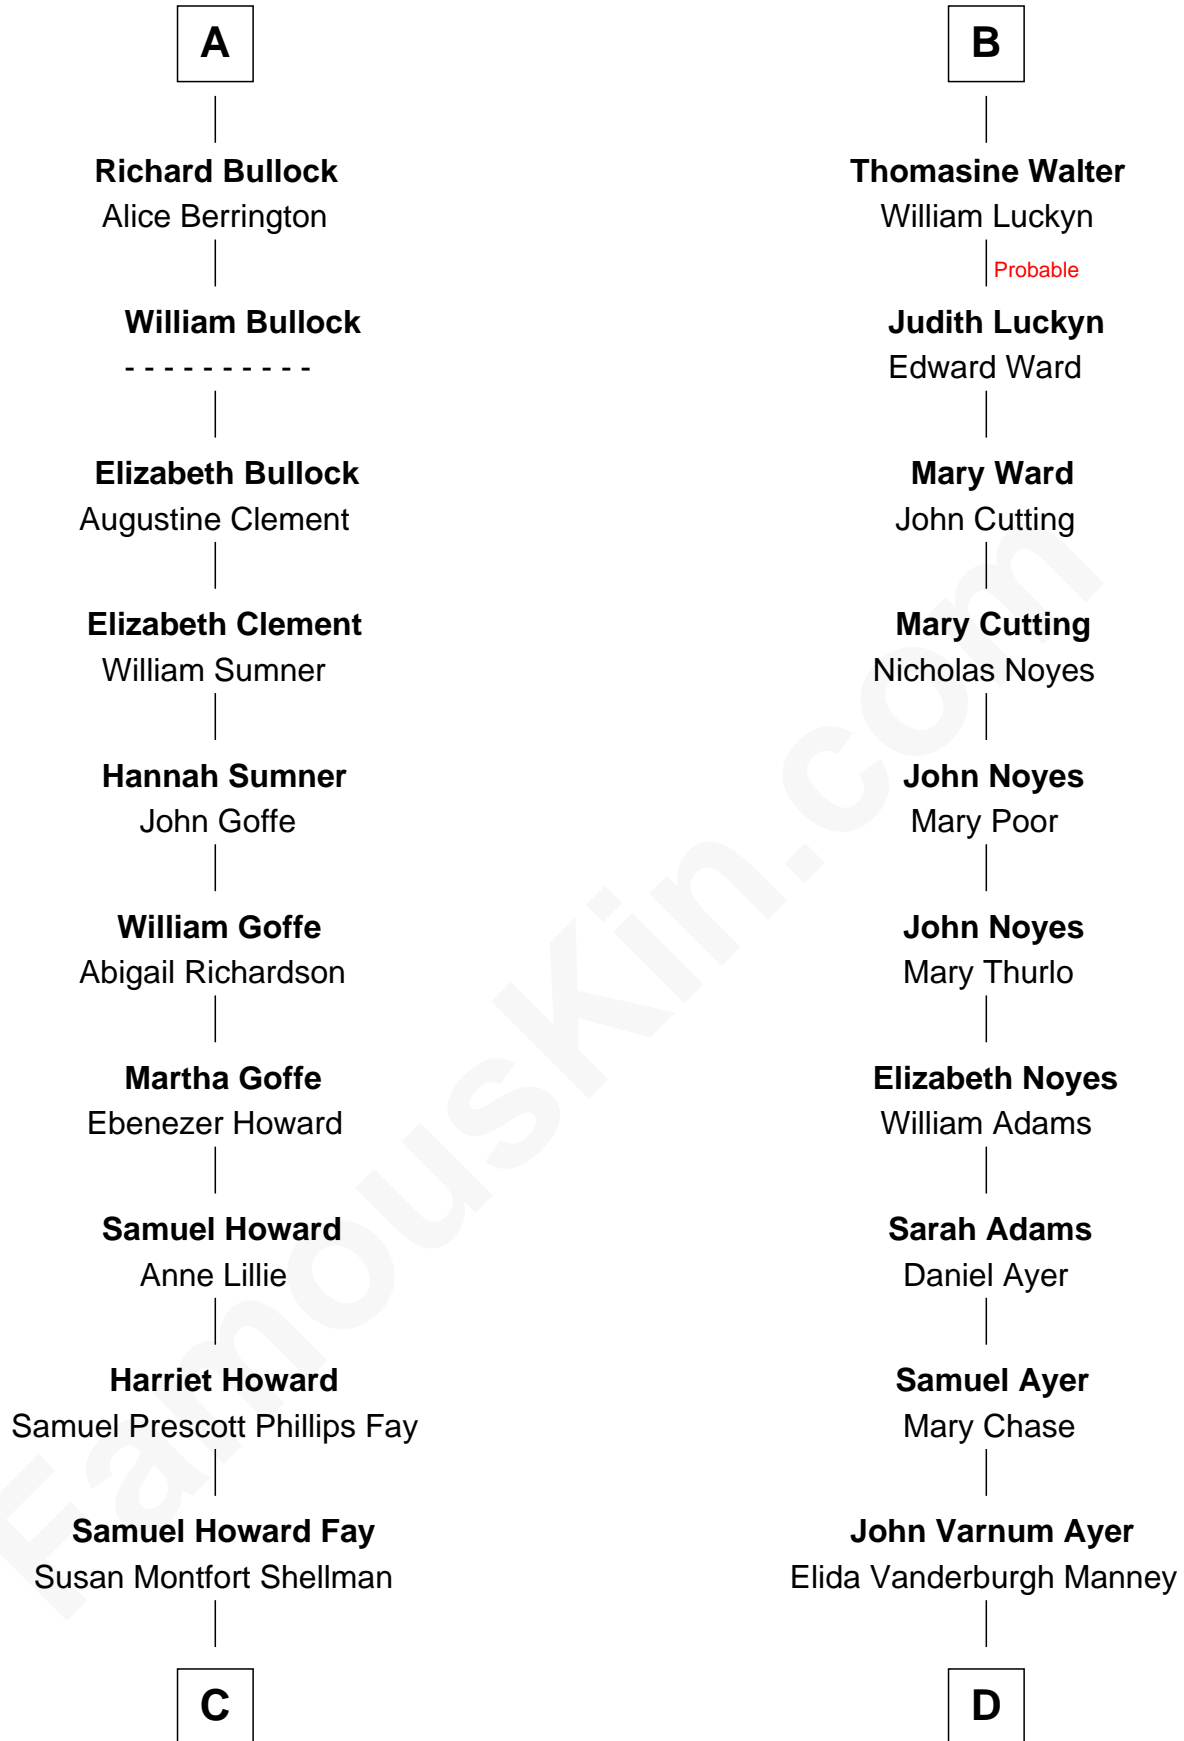 A
Richard Bullock
Alice Berrington
William Bullock
- - - - - - - - - -
Elizabeth Bullock
Augustine Clement
Elizabeth Clement
William Sumner
Hannah Sumner
John Goffe
William Goffe
Abigail Richardson
Martha Goffe
Ebenezer Howard
Samuel Howard
Anne Lillie
Harriet Howard
Samuel Prescott Phillips Fay
Samuel Howard Fay
Susan Montfort Shellman
C
B
Thomasine Walter
William Luckyn
Probable
Judith Luckyn
Edward Ward
Mary Ward
John Cutting
Mary Cutting
Nicholas Noyes
John Noyes
Mary Poor
John Noyes
Mary Thurlo
Elizabeth Noyes
William Adams
Sarah Adams
Daniel Ayer
Samuel Ayer
Mary Chase
John Varnum Ayer
Elida Vanderburgh Manney
D
FamousKin.com